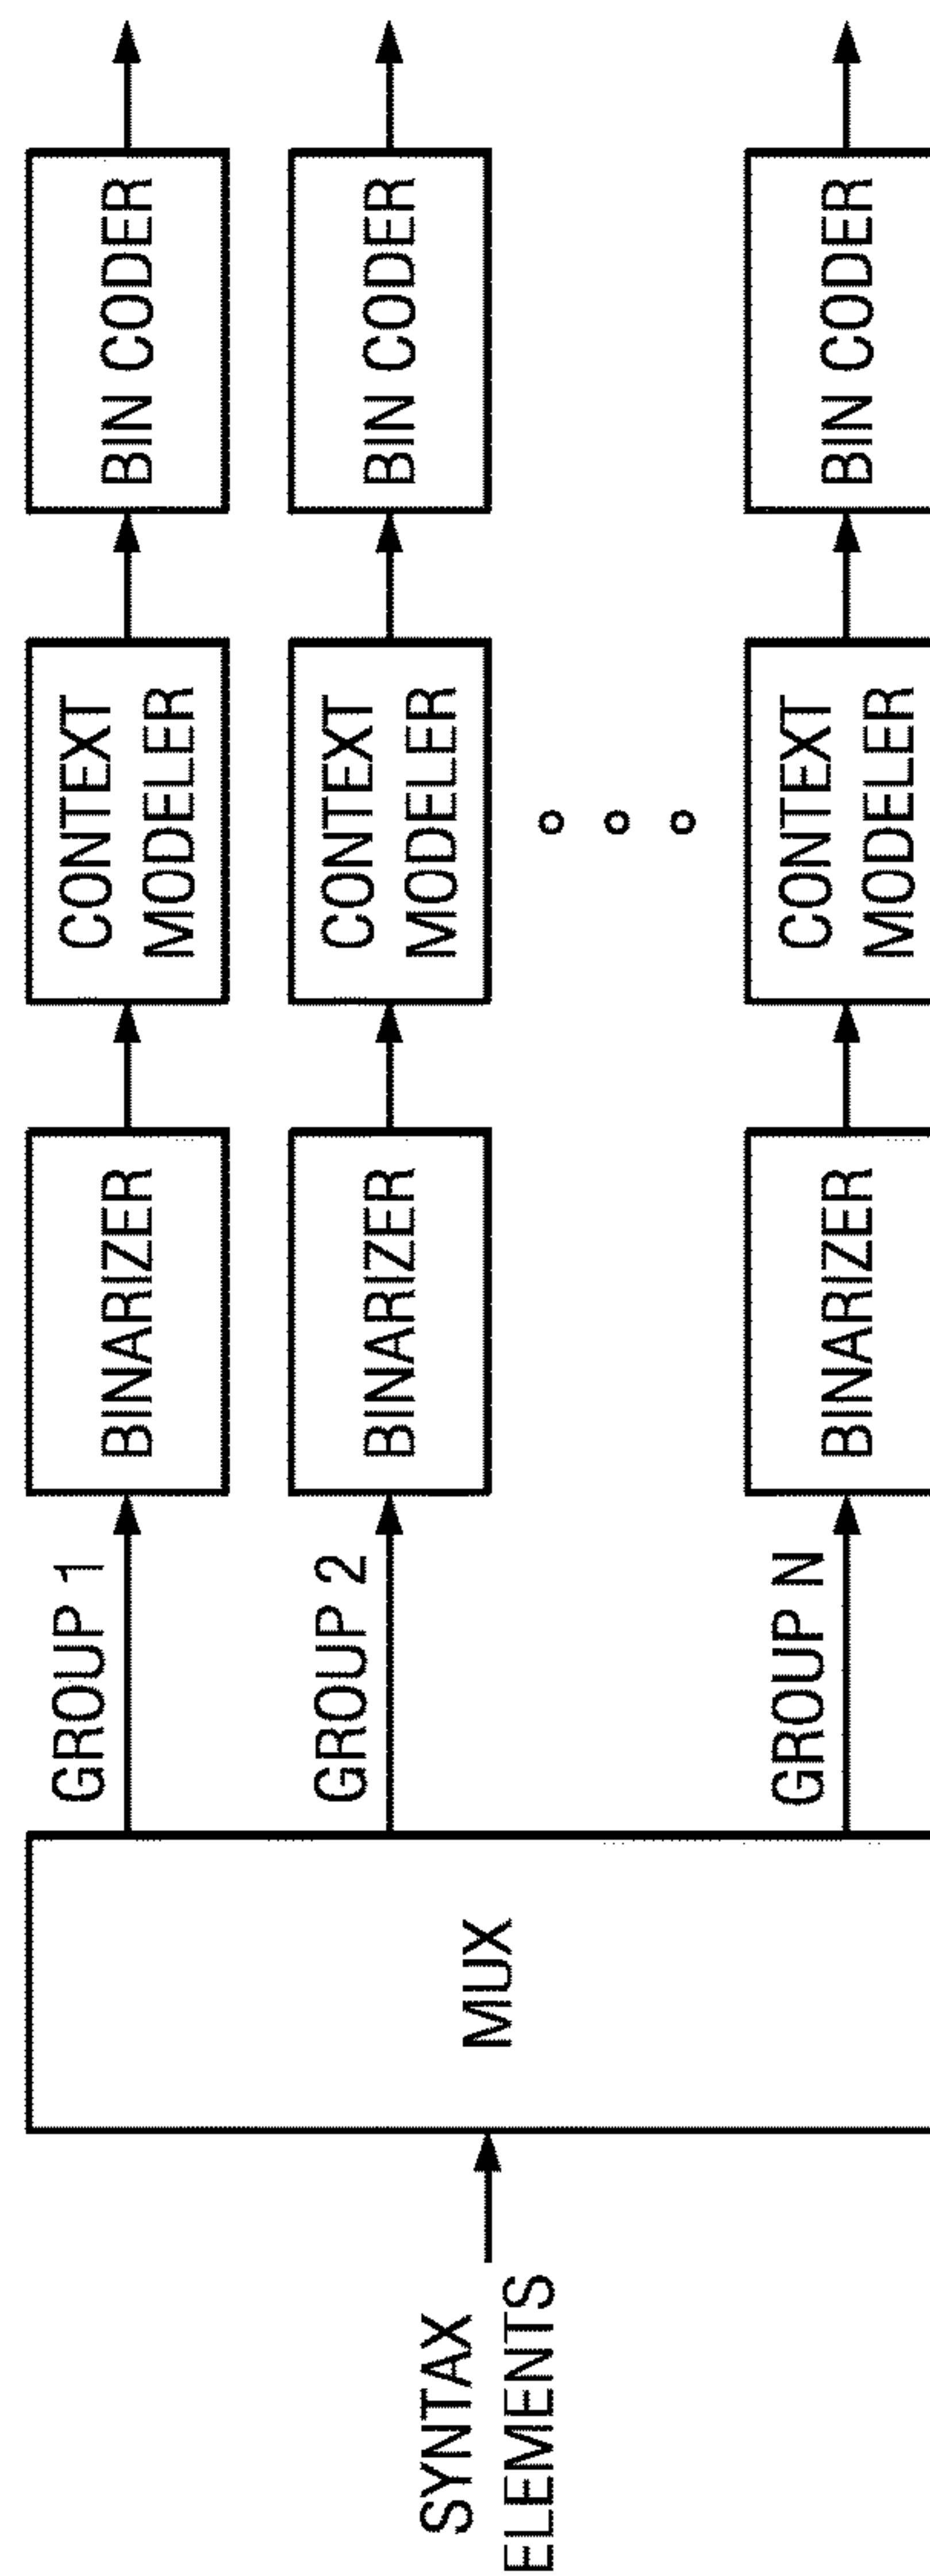 SYNTAX
ELEMENTS
MUX
GROUP 1
BINARIZER
CONTEXT
MODELER
BIN CODER
GROUP 2
BINARIZER
CONTEXT
MODELER
BIN CODER
GROUP N
BINARIZER
CONTEXT
MODELER
BIN CODER